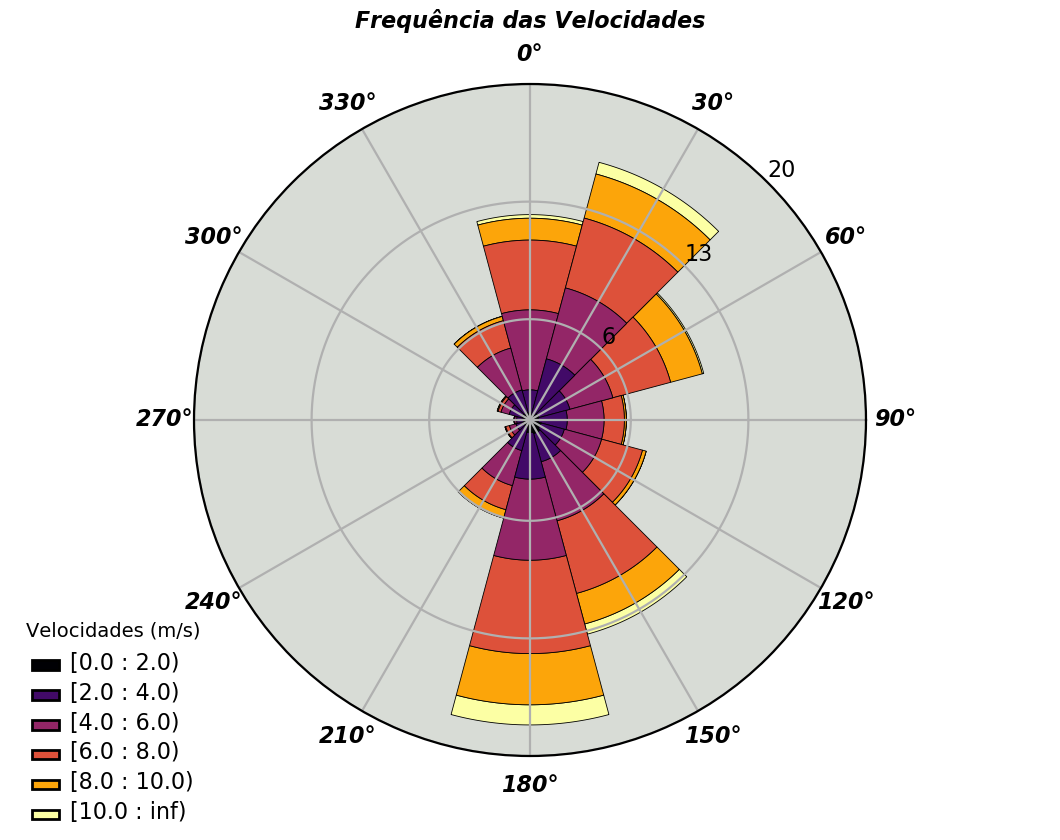 Frequência das Velocidades
0°
330°
30°
20
300°
60°
13
6
270°
90°
240°
120°
210°
150°
180°
Velocidades (m/s)
[0.0 : 2.0)
[2.0 : 4.0)
[4.0 : 6.0)
[6.0 : 8.0)
[8.0 : 10.0)
[10.0 : inf)